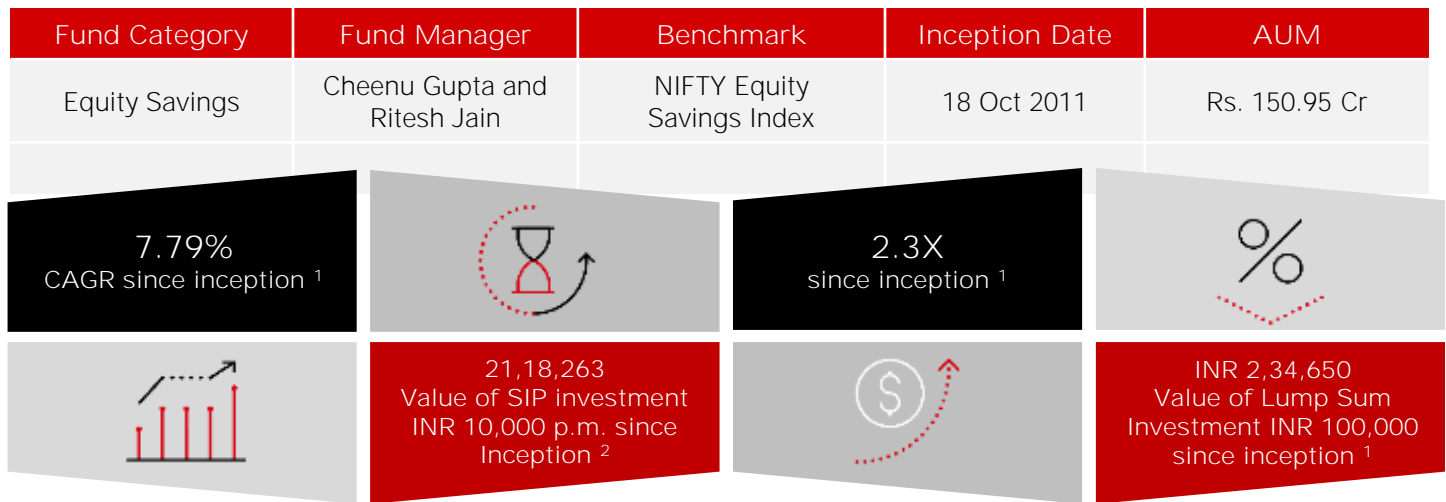 Fund Category
Fund Manager
Benchmark
Inception Date
AUM
Equity Savings
Cheenu Gupta and
Ritesh Jain
NIFTY Equity
Savings Index
18 Oct 2011
Rs. 150.95 Cr
7.79%
CAGR since inception ¹
2.3X
since inception ¹
%
21,18,263
Value of SIP investment
INR 10,000 p.m. since
Inception ²
$
INR 2,34,650
Value of Lump Sum
Investment INR 100,000
since inception ¹